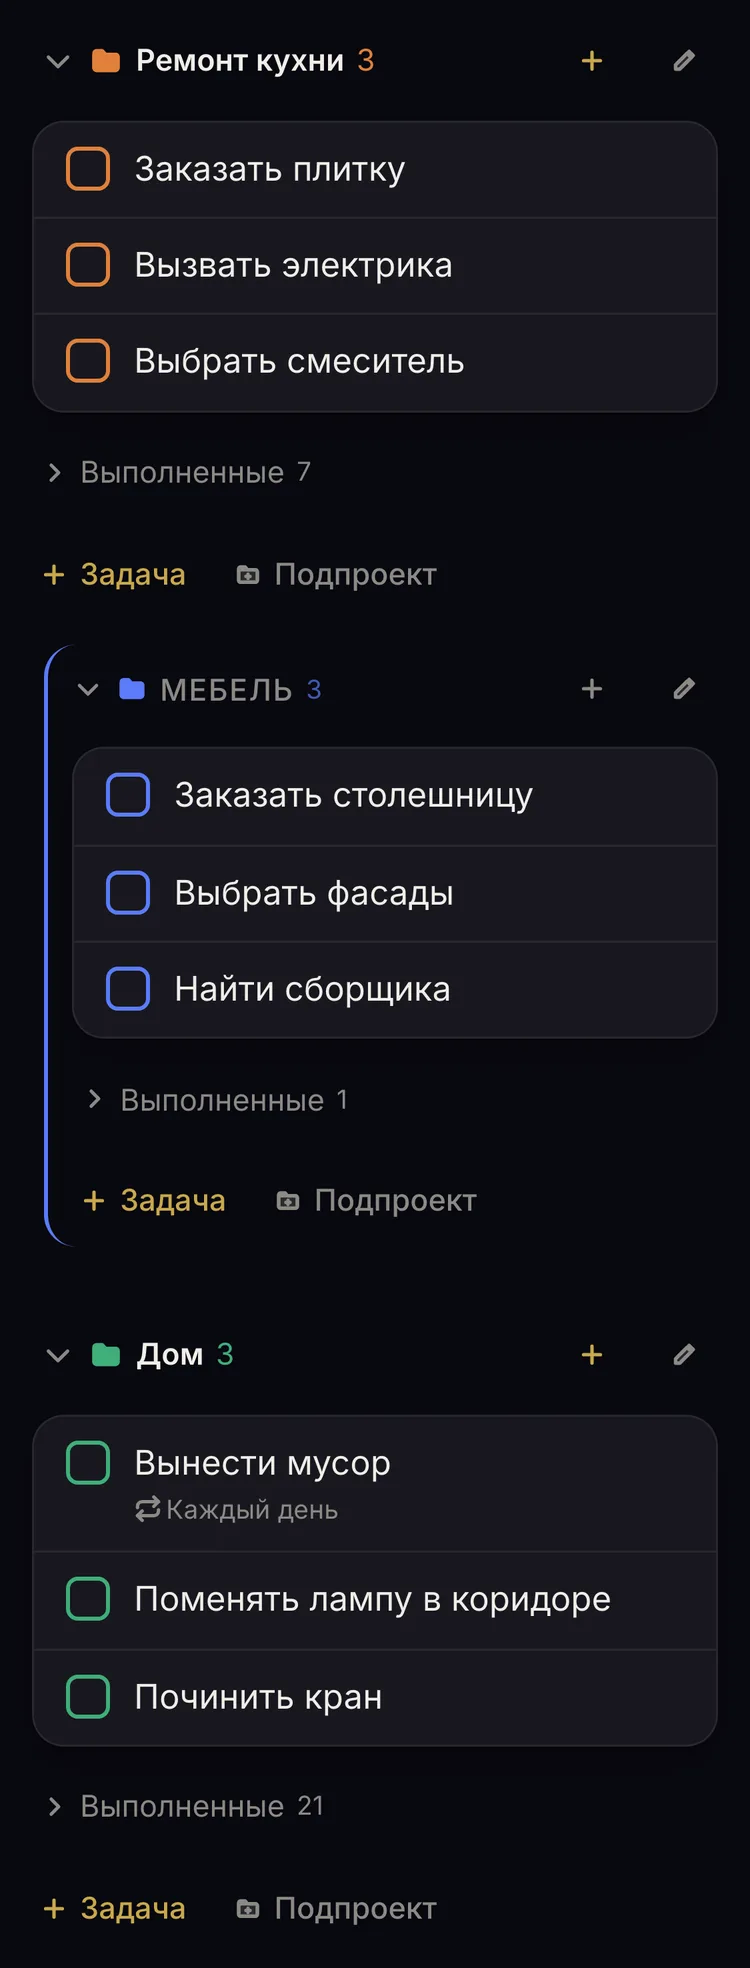 Ремонт кухни 3
Заказать плитку
Вызвать электрика
Выбрать смеситель
Выполненные 7
+ Задача Подпроект
МЕБЕЛЬ 3
Заказать столешницу
Выбрать фасады
Найти сборщика
Выполненные 1
+ Задача Подпроект
Дом 3
Вынести мусор
Каждый день
Поменять лампу в коридоре
Починить кран
Выполненные 21
+ Задача Подпроект